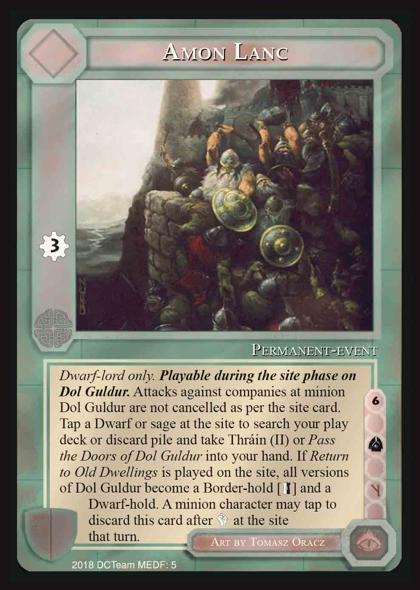 AMON LANC
3
PERMANENT-EVENT
Dwarf-lord only. Playable during the site phase on
Dol Guldur. Attacks against companies at minion
Dol Guldur are not cancelled as per the site card.
Tap a Dwarf or sage at the site to search your play
deck or discard pile and take Thráin (II) or Pass
the Doors of Dol Guldur into your hand. If Return
to Old Dwellings is played on the site, all versions
of Dol Guldur become a Border-hold [ ] and a
Dwarf-hold. A minion character may tap to
discard this card after at the site
that turn.
6
ART BY TOMASZ ORACZ
2018 DCTeam MEDF: 5